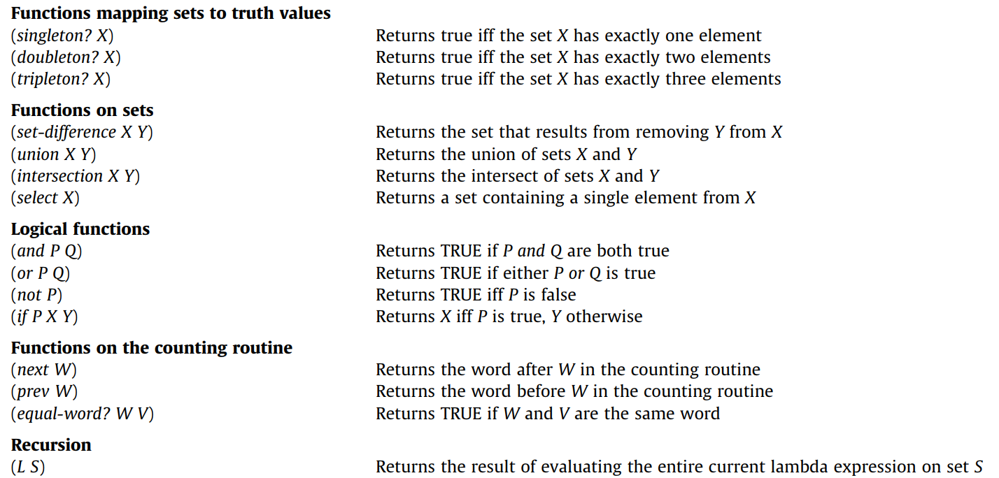 Functions mapping sets to truth values
(singleton? X) Returns true iff the set X has exactly one element
(doubleton? X) Returns true iff the set X has exactly two elements
(tripleton? X) Returns true iff the set X has exactly three elements
Functions on sets
(set-difference X Y) Returns the set that results from removing Y from X
(union X Y) Returns the union of sets X and Y
(intersection X Y) Returns the intersect of sets X and Y
(select X) Returns a set containing a single element from X
Logical functions
(and P Q) Returns TRUE if P and Q are both true
(or P Q) Returns TRUE if either P or Q is true
(not P) Returns TRUE iff P is false
(if P X Y) Returns X iff P is true, Y otherwise
Functions on the counting routine
(next W) Returns the word after W in the counting routine
(prev W) Returns the word before W in the counting routine
(equal-word? W V) Returns TRUE if W and V are the same word
Recursion
(L S) Returns the result of evaluating the entire current lambda expression on set S